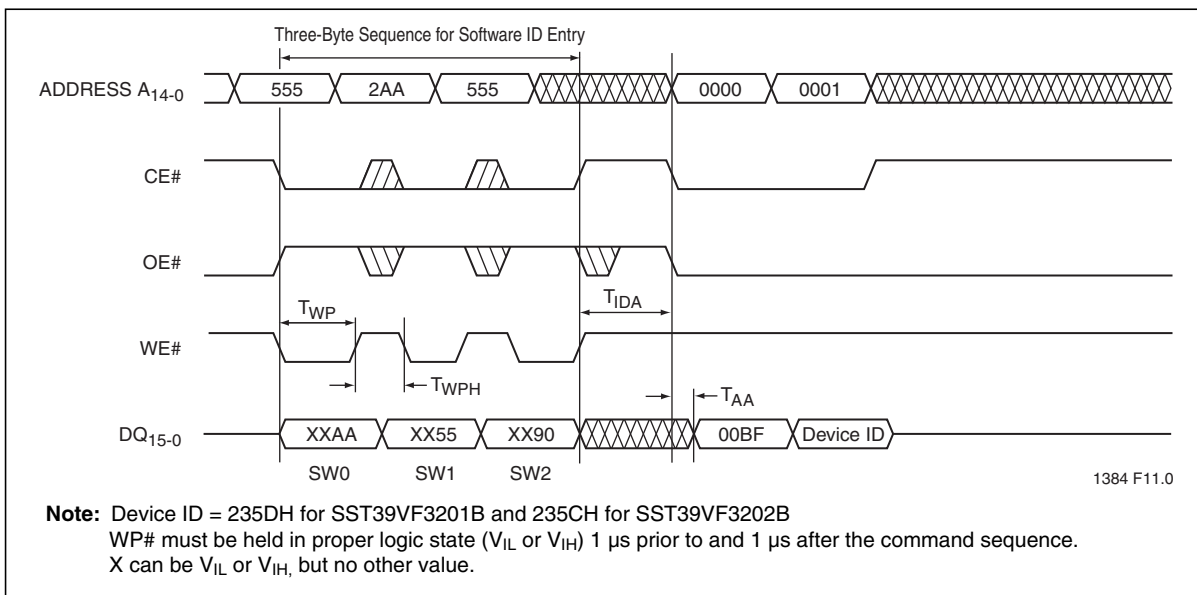 Three-Byte Sequence for Software ID Entry
ADDRESS A14-0 555 2AA 555 0000 0001
CE#
OE#
TWP TIDA
WE#
TWPH TAA
DQ15-0 XXAA XX55 XX90 00BF Device ID
SW0 SW1 SW2
1384 F11.0
Note: Device ID = 235DH for SST39VF3201B and 235CH for SST39VF3202B
WP# must be held in proper logic state (VIL or VIH) 1 µs prior to and 1 µs after the command sequence.
X can be VIL or VIH, but no other value.